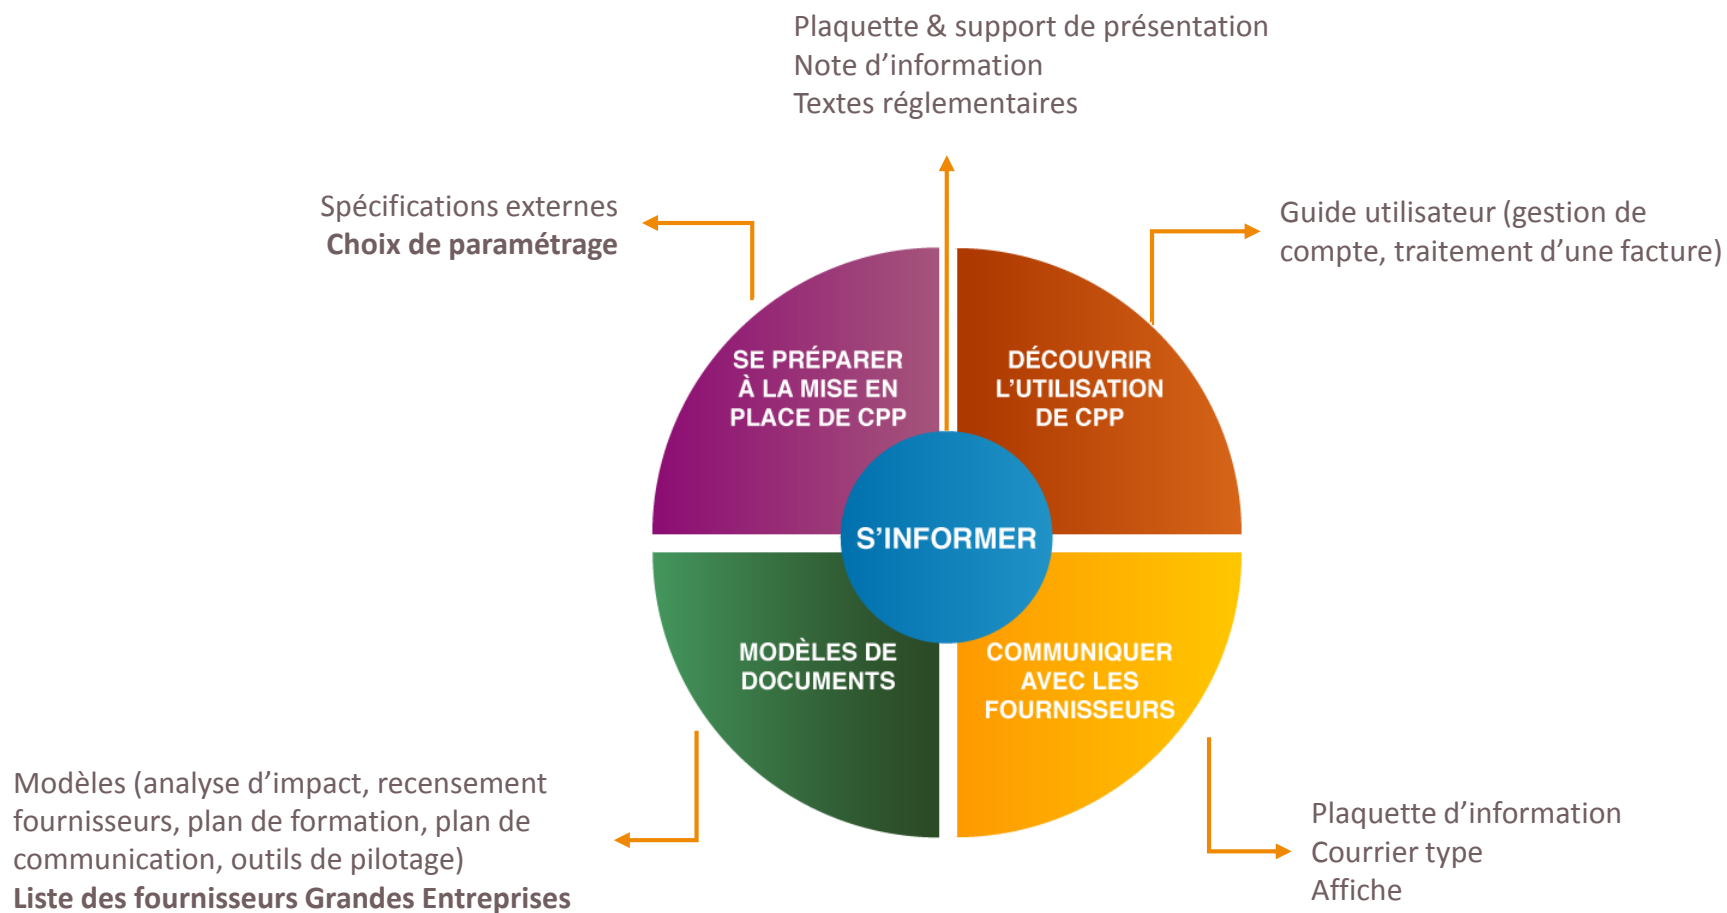 Plaquette & support de présentation
Note d’information
Textes réglementaires
Spécifications externes
Choix de paramétrage
Guide utilisateur (gestion de
compte, traitement d’une facture)
SE PRÉPARER
À LA MISE EN
PLACE DE CPP
DÉCOUVRIR
L’UTILISATION
DE CPP
S’INFORMER
MODÈLES DE
DOCUMENTS
COMMUNIQUER
AVEC LES
FOURNISSEURS
Modèles (analyse d’impact, recensement
fournisseurs, plan de formation, plan de
communication, outils de pilotage)
Liste des fournisseurs Grandes Entreprises
Plaquette d’information
Courrier type
Affiche